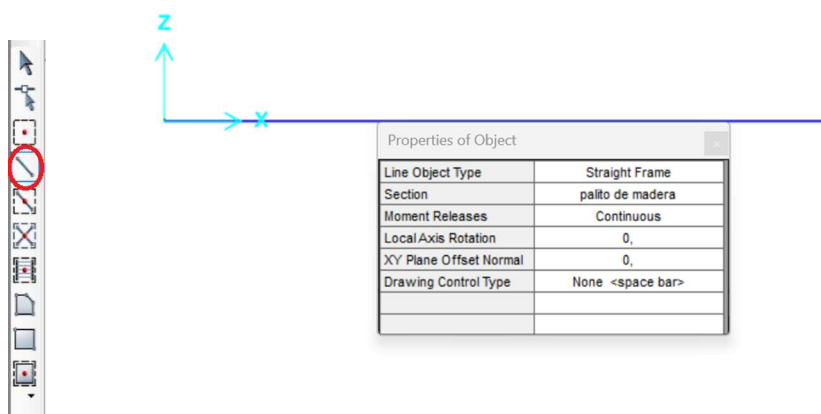 Z
X
Properties of Object
Line Object Type Straight Frame
Section palito de madera
Moment Releases Continuous
Local Axis Rotation 0,
XY Plane Offset Normal 0,
Drawing Control Type None <space bar>